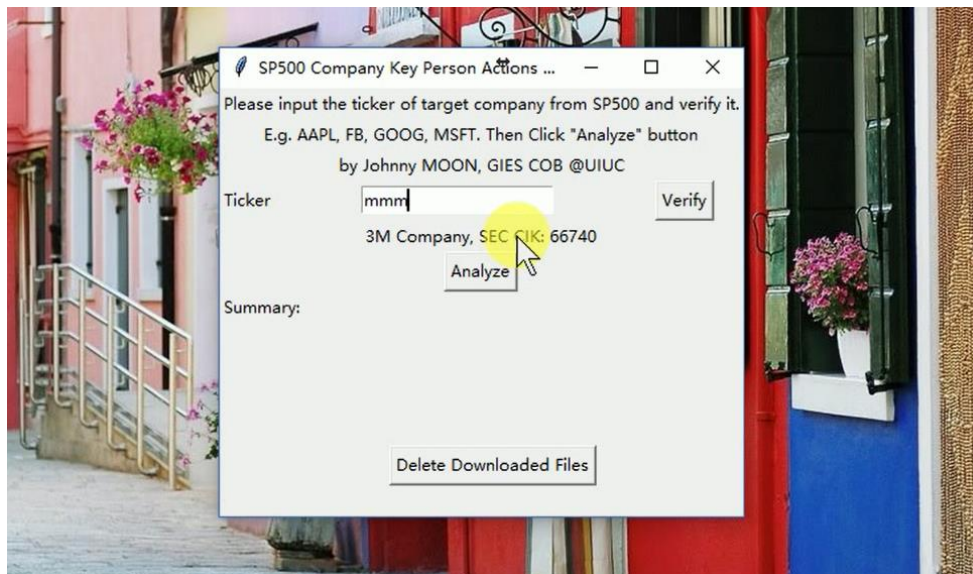 SP500 Company Key Person Actions ...
Please input the ticker of target company from SP500 and verify it.
E.g. AAPL, FB, GOOG, MSFT. Then Click "Analyze" button
by Johnny MOON, GIES COB @UIUC
Ticker mmm Verify
3M Company, SEC CIK: 66740
Analyze
Summary:
Delete Downloaded Files